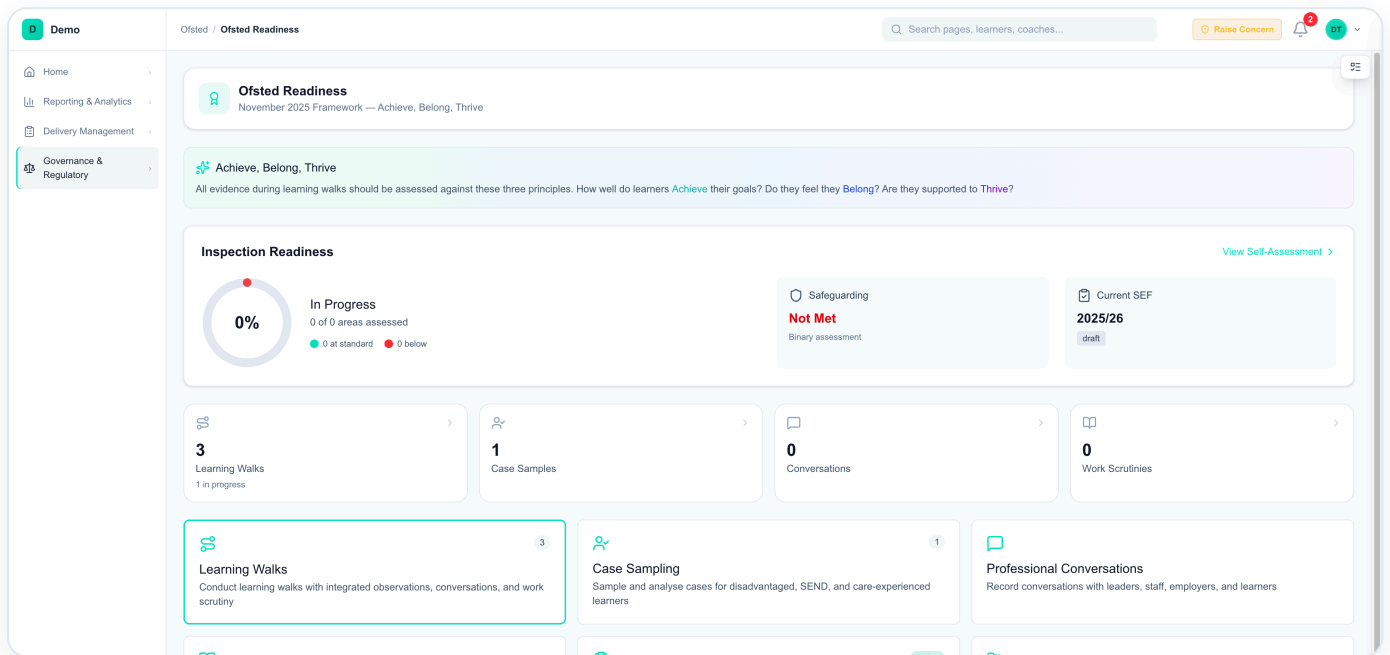 D Demo
Ofsted / Ofsted Readiness
Search pages, learners, coaches...
Raise Concern
2
DT
Home
Reporting & Analytics
Delivery Management
Governance &
Regulatory
Ofsted Readiness
November 2025 Framework — Achieve, Belong, Thrive
Achieve, Belong, Thrive
All evidence during learning walks should be assessed against these three principles. How well do learners Achieve their goals? Do they feel they Belong? Are they supported to Thrive?
Inspection Readiness
View Self-Assessment
0%
In Progress
0 of 0 areas assessed
0 at standard
0 below
Safeguarding
Not Met
Binary assessment
Current SEF
2025/26
draft
3
Learning Walks
1 in progress
1
Case Samples
0
Conversations
0
Work Scrutinies
3
Learning Walks
Conduct learning walks with integrated observations, conversations, and work
scrutiny
1
Case Sampling
Sample and analyse cases for disadvantaged, SEND, and care-experienced
learners
Professional Conversations
Record conversations with leaders, staff, employers, and learners